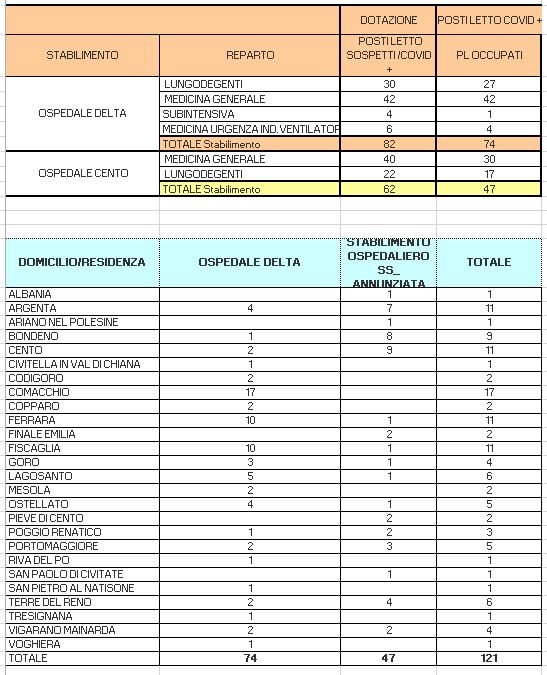 DOTAZIONE POSTI LETTO COVID +
STABILIMENTO REPARTO POSTI LETTO SOSPETTI/COVID + PL OCCUPATI
OSPEDALE DELTA
LUNGODEGENTI 30 27
MEDICINA GENERALE 42 42
SUBINTENSIVA 4 1
MEDICINA URGENZA IND.VENTILATOR 6 4
TOTALE Stabilimento 82 74
OSPEDALE CENTO
MEDICINA GENERALE 40 30
LUNGODEGENTI 22 17
TOTALE Stabilimento 62 47
DOMICILIO/RESIDENZA OSPEDALE DELTA STABILIMENTO OSPEDALIERO SS_ ANNUNZIATA TOTALE
ALBANIA 1 1
ARGENTA 4 7 11
ARIANO NEL POLESINE 1 1
BONDENO 1 8 9
CENTO 2 9 11
CIVITELLA IN VAL DI CHIANA 1 1
CODIGORO 2 2
COMACCHIO 17 17
COPPARO 2 2
FERRARA 10 1 11
FINALE EMILIA 2 2
FISCAGLIA 10 1 11
GORO 3 1 4
LAGOSANTO 5 1 6
MESOLA 2 2
OSTELLATO 4 1 5
PIEVE DI CENTO 2 2
POGGIO RENATICO 1 2 3
PORTOMAGGIORE 2 3 5
RIVA DEL PO 1 1
SAN PAOLO DI CIVITATE 1 1
SAN PIETRO AL NATISONE 1 1
TERRE DEL RENO 2 4 6
TRESIGNANA 1 1
VIGARANO MAINARDA 2 2 4
VOGHIERA 1 1
TOTALE 74 47 121